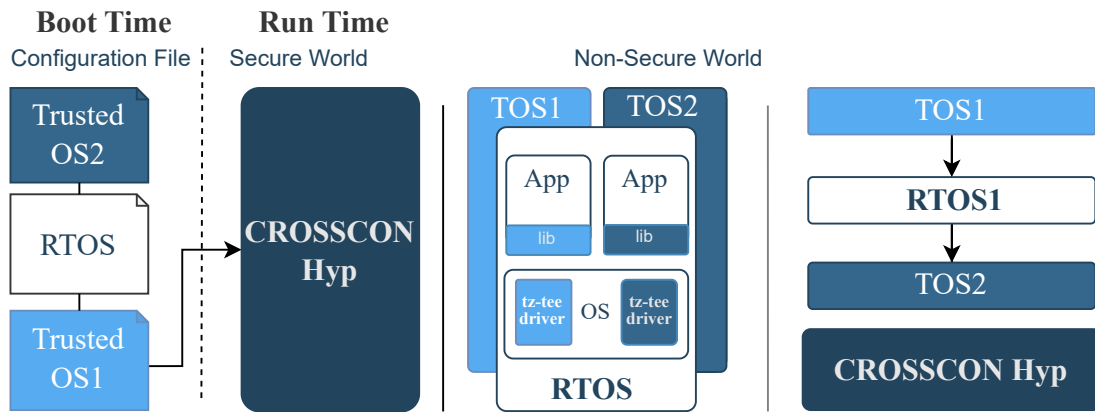 Boot Time
Run Time
Configuration File
Secure World
Non-Secure World
Trusted
OS2
RTOS
Trusted
OS1
CROSSCON
Hyp
TOS1
TOS2
App
App
lib
lib
tz-tee
driver
OS
tz-tee
driver
RTOS
TOS1
RTOS1
TOS2
CROSSCON Hyp